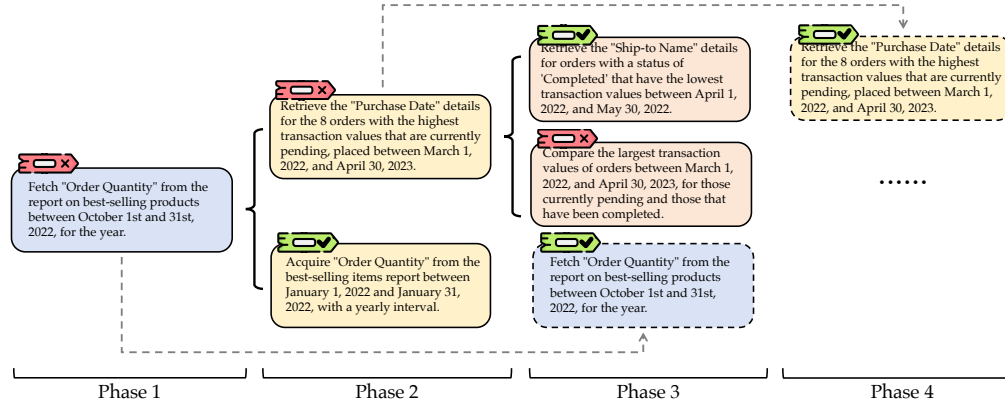 Fetch "Order Quantity" from the
report on best-selling products
between October 1st and 31st,
2022, for the year.
Retrieve the "Purchase Date" details
for the 8 orders with the highest
transaction values that are currently
pending, placed between March 1,
2022, and April 30, 2023.
Acquire "Order Quantity" from the
best-selling items report between
January 1, 2022 and January 31,
2022, with a yearly interval.
Retrieve the "Ship-to Name" details
for orders with a status of
'Completed' that have the lowest
transaction values between April 1,
2022, and May 30, 2022.
Compare the largest transaction
values of orders between March 1,
2022, and April 30, 2023, for those
currently pending and those that
have been completed.
Fetch "Order Quantity" from the
report on best-selling products
between October 1st and 31st,
2022, for the year.
Retrieve the "Purchase Date" details
for the 8 orders with the highest
transaction values that are currently
pending, placed between March 1,
2022, and April 30, 2023.
......
Phase 1
Phase 2
Phase 3
Phase 4